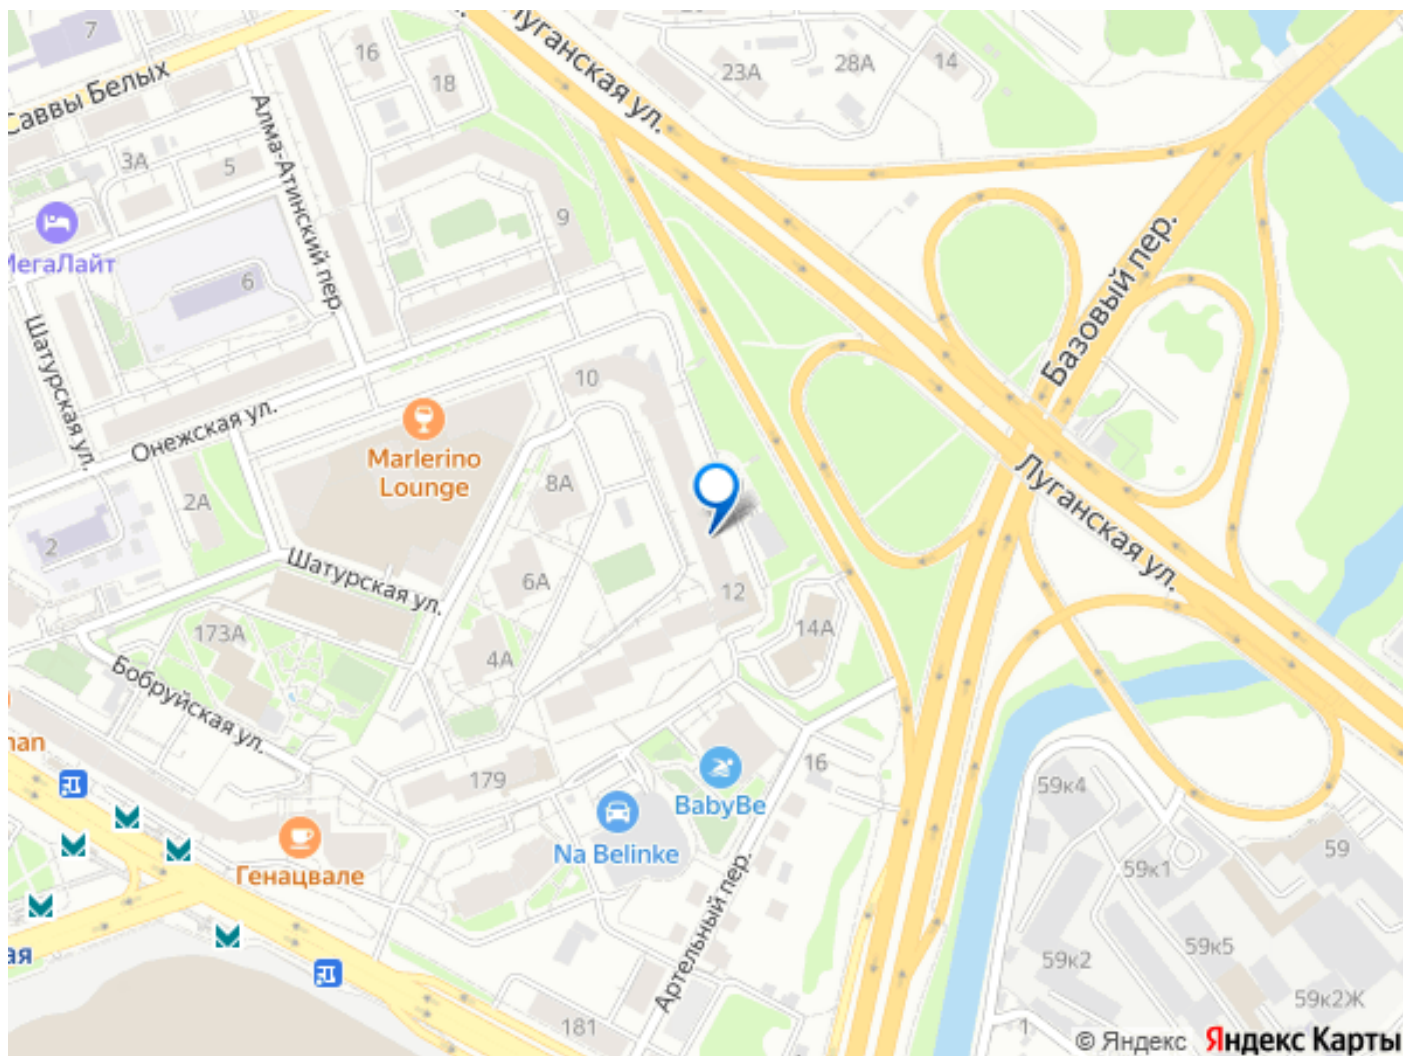 7
16
18
23А
28А
14
Луганская ул.
Саввы Белых
Алма-Атинский пер.
3А
5
9
6
МегаЛайт
Шатурская ул.
Базовый пер.
10
Онежская ул.
Marlerino
Lounge
8А
2А
2
Луганская ул.
Шатурская ул.
6А
12
173А
14А
4А
Бобруйская ул.
179
16
BabyBe
Na Belinke
Генацвале
59к4
59
59к1
Артельный пер.
59к5
59к2
59к2Ж
181
1
© Яндекс Яндекс Карты